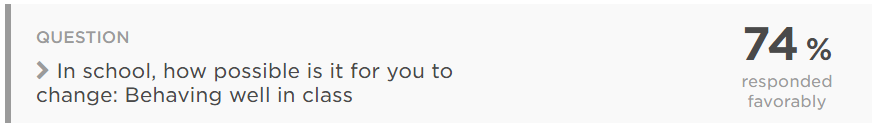 QUESTION
In school, how possible is it for you to
change: Behaving well in class
74 %
responded
favorably